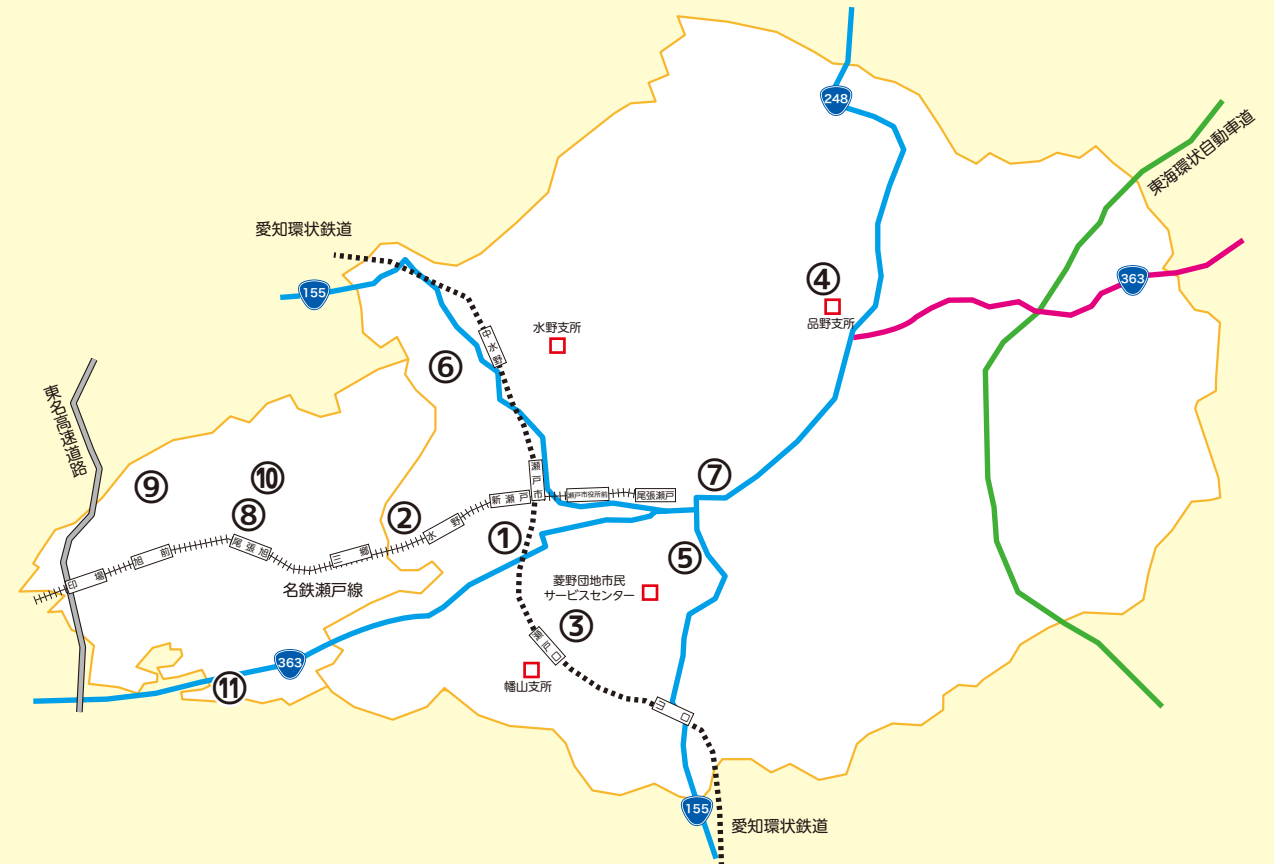 248
東海環状自動車道
愛知環状鉄道
363
④
155
品野支所
水野支所
中水野
⑥
東名高速道路
⑨
⑩
瀬戸市
⑦
新瀬戸
瀬戸市役所前
尾張瀬戸
⑧
②
水野
①
尾張旭
三郷
旭前
印場
名鉄瀬戸線
⑤
菱野団地市民
サービスセンター
③
山口
幡山支所
363
⑪
155
愛知環状鉄道